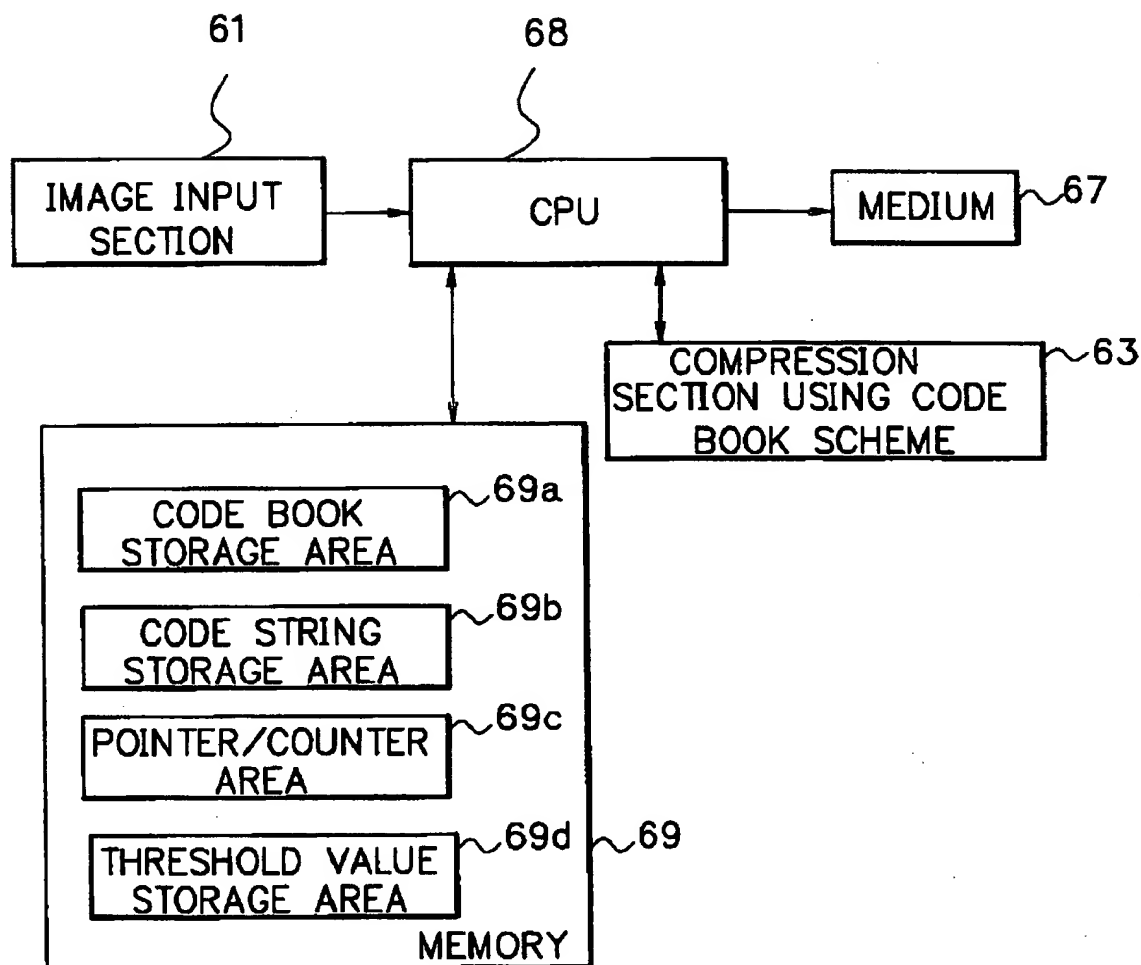 61
68
IMAGE INPUT
SECTION
CPU
MEDIUM
67
COMPRESSION
SECTION USING CODE
BOOK SCHEME
63
CODE BOOK
STORAGE AREA
69a
CODE STRING
STORAGE AREA
69b
POINTER/COUNTER
AREA
69c
THRESHOLD VALUE
STORAGE AREA
69d
69
MEMORY